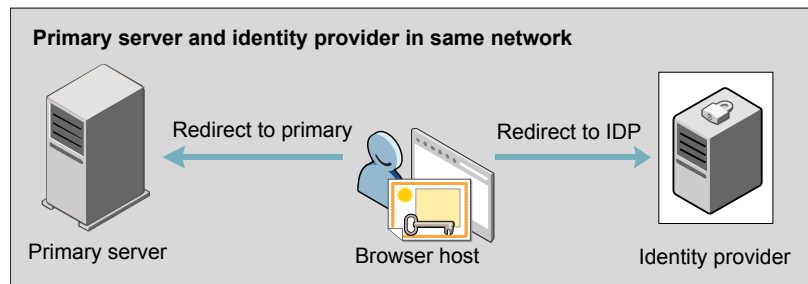 Primary server and identity provider in same network
Redirect to primary
Redirect to IDP
Primary server
Browser host
Identity provider